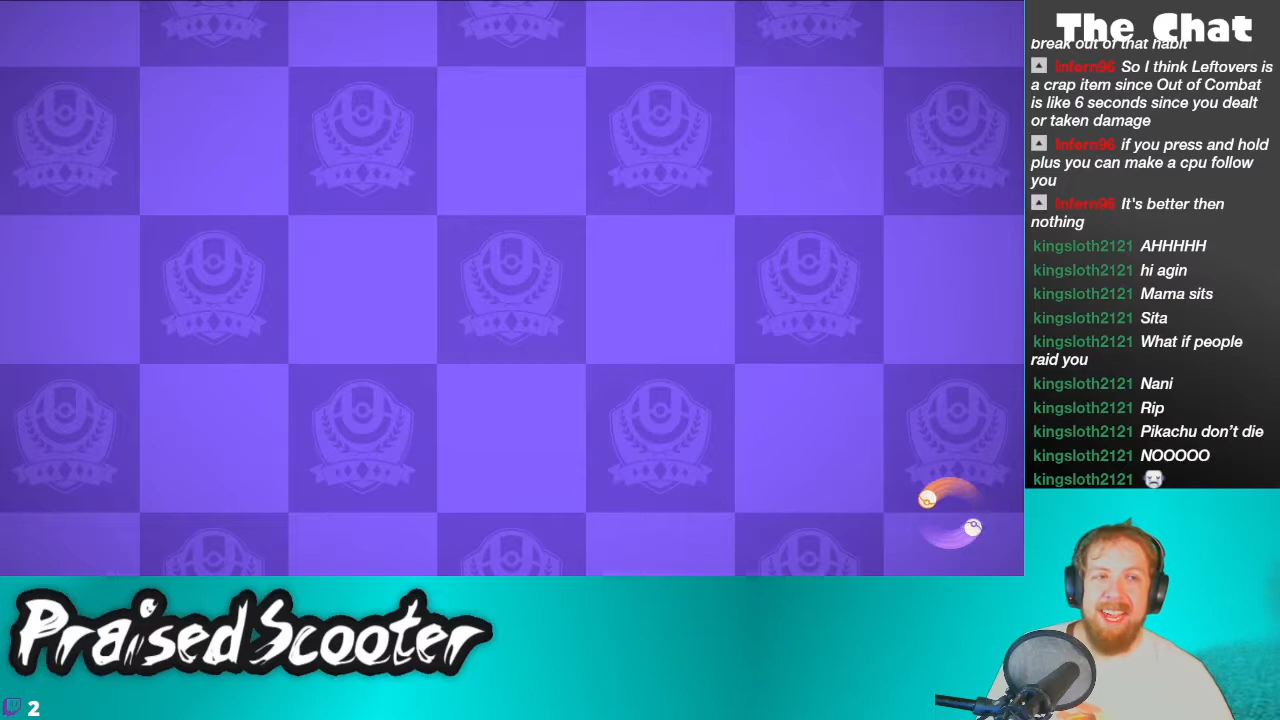 The Chat
break out of that habit
Infern96 So I think Leftovers is
a crap item since Out of Combat
is like 6 seconds since you dealt
or taken damage
Infern96 if you press and hold
plus you can make a cpu follow
you
Infern96 It's better then
nothing
kingsloth2121 AHHHHH
kingsloth2121 hi agin
kingsloth2121 Mama sits
kingsloth2121 Sita
kingsloth2121 What if people
raid you
kingsloth2121 Nani
kingsloth2121 Rip
kingsloth2121 Pikachu don't die
kingsloth2121 NOOOOO
kingsloth2121
PraisedScooter
2